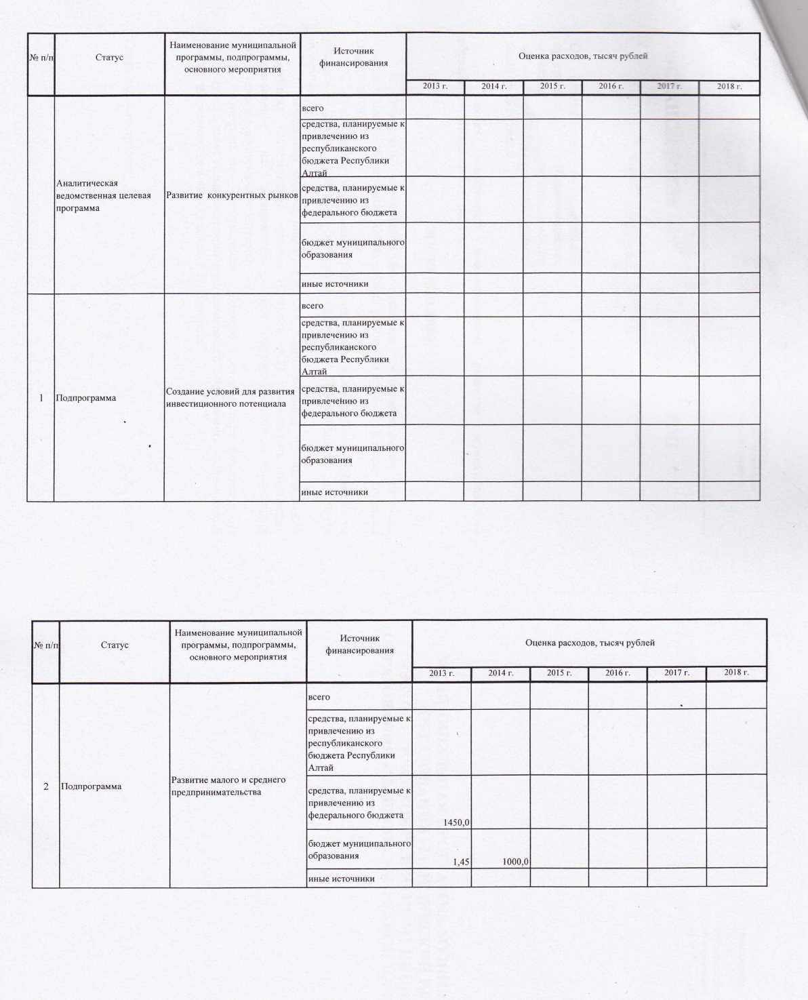 № п/п
Статус
Наименование муниципальной
программы, подпрограммы,
основного мероприятия
Источник
финансирования
Оценка расходов, тысяч рублей
2013 г. 2014 г. 2015 г. 2016 г. 2017 г. 2018 г.
Аналитическая
ведомственная целевая
программа
Развитие конкурентных рынков
всего
средства, планируемые к
привлечению из
республиканского
бюджета Республики
Алтай
средства, планируемые к
привлечению из
федерального бюджета
бюджет муниципального
образования
иные источники
1
Подпрограмма
Создание условий для развития
инвестиционного потенциала
всего
средства, планируемые к
привлечению из
республиканского
бюджета Республики
Алтай
средства, планируемые к
привлечению из
федерального бюджета
бюджет муниципального
образования
иные источники
№ п/п
Статус
Наименование муниципальной
программы, подпрограммы,
основного мероприятия
Источник
финансирования
Оценка расходов, тысяч рублей
2013 г. 2014 г. 2015 г. 2016 г. 2017 г. 2018 г.
2
Подпрограмма
Развитие малого и среднего
предпринимательства
всего
средства, планируемые к
привлечению из
республиканского
бюджета Республики
Алтай
средства, планируемые к
привлечению из
федерального бюджета
1450,0
бюджет муниципального
образования
1,45 1000,0
иные источники